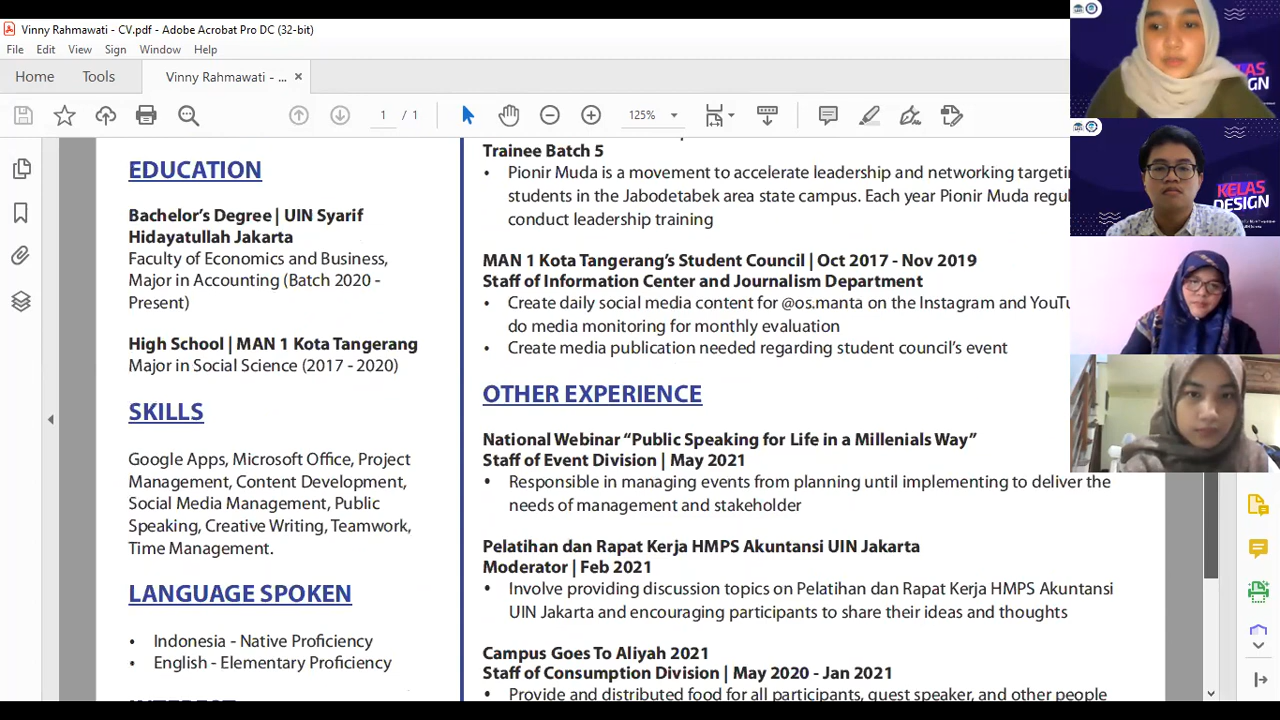 Vinny Rahmawati - CV.pdf - Adobe Acrobat Pro DC (32-bit)
File Edit View Sign Window Help
Home Tools Vinny Rahmawati - ... ×
1 / 1 125%
EDUCATION
Bachelor's Degree | UIN Syarif
Hidayatullah Jakarta
Faculty of Economics and Business,
Major in Accounting (Batch 2020 -
Present)
High School | MAN 1 Kota Tangerang
Major in Social Science (2017 - 2020)
SKILLS
Google Apps, Microsoft Office, Project
Management, Content Development,
Social Media Management, Public
Speaking, Creative Writing, Teamwork,
Time Management.
LANGUAGE SPOKEN
• Indonesia - Native Proficiency
• English - Elementary Proficiency
Trainee Batch 5
• Pionir Muda is a movement to accelerate leadership and networking targeti
students in the Jabodetabek area state campus. Each year Pionir Muda regul
conduct leadership training
MAN 1 Kota Tangerang's Student Council | Oct 2017 - Nov 2019
Staff of Information Center and Journalism Department
• Create daily social media content for @os.manta on the Instagram and YouTu
do media monitoring for monthly evaluation
• Create media publication needed regarding student council's event
OTHER EXPERIENCE
National Webinar “Public Speaking for Life in a Millenials Way”
Staff of Event Division | May 2021
• Responsible in managing events from planning until implementing to deliver the
needs of management and stakeholder
Pelatihan dan Rapat Kerja HMPS Akuntansi UIN Jakarta
Moderator | Feb 2021
• Involve providing discussion topics on Pelatihan dan Rapat Kerja HMPS Akuntansi
UIN Jakarta and encouraging participants to share their ideas and thoughts
Campus Goes To Aliyah 2021
Staff of Consumption Division | May 2020 - Jan 2021
• Provide and distributed food for all participants, guest speaker, and other people
KELAS
DESIGN